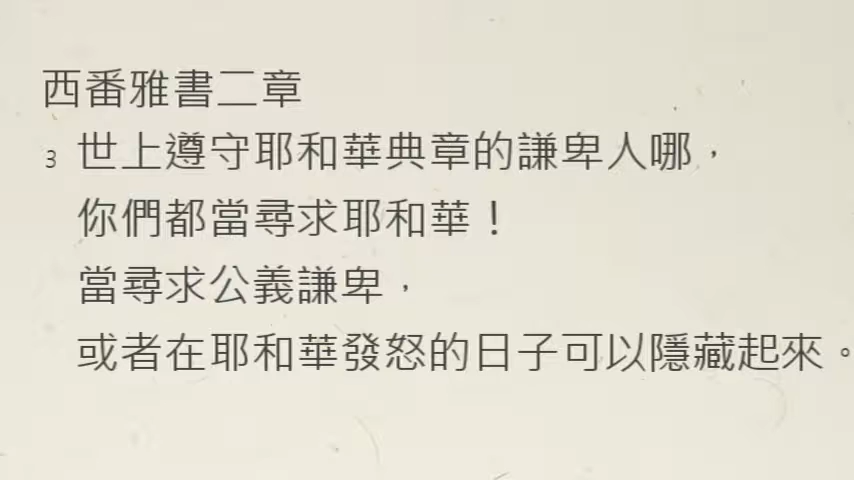 西番雅書二章
3 世上遵守耶和華典章的謙卑人哪，
你們都當尋求耶和華！
當尋求公義謙卑，
或者在耶和華發怒的日子可以隱藏起來。